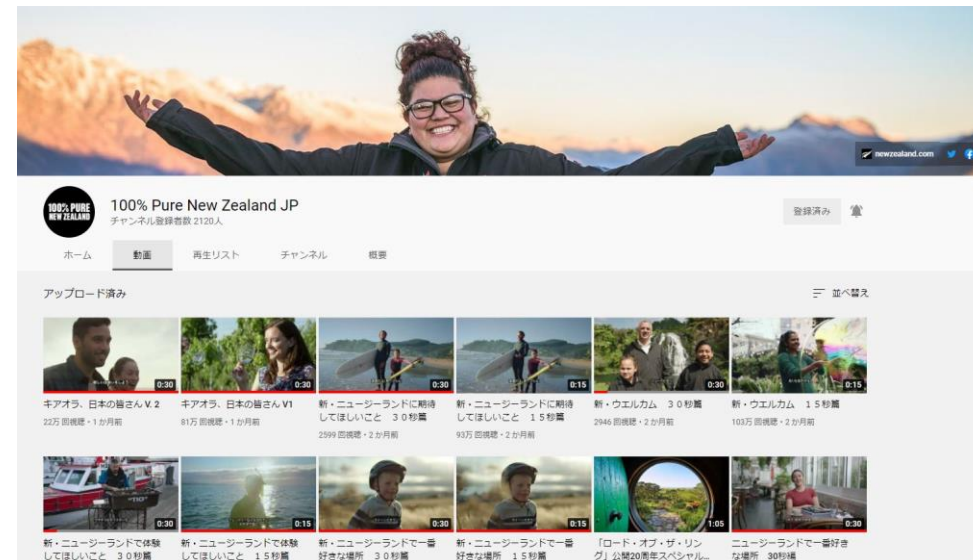 newzealand.com
100% PURE
NEW ZEALAND
100% Pure New Zealand JP
チャンネル登録者数 2120人
登録済み
ホーム 動画 再生リスト チャンネル 概要
アップロード済み
並べ替え
0:30 0:30 0:30 0:15 0:30 0:15
キアオラ、日本の皆さん V. 2
22万 回視聴・1 か月前
キアオラ、日本の皆さん V1
81万 回視聴・1 か月前
新・ニュージーランドに期待
してほしいこと 30秒篇
2599 回視聴・2 か月前
新・ニュージーランドに期待
してほしいこと 15秒篇
93万 回視聴・2 か月前
新・ウエルカム 30秒篇
2946 回視聴・2 か月前
新・ウエルカム 15秒篇
103万 回視聴・2 か月前
0:30 0:15 0:30 0:15 1:05 0:30
新・ニュージーランドで体験
してほしいこと 30秒篇
新・ニュージーランドで体験
してほしいこと 15秒篇
新・ニュージーランドで一番
好きな場所 30秒篇
新・ニュージーランドで一番
好きな場所 15秒篇
「ロード・オブ・ザ・リン
グ」公開20周年スペシャル...
ニュージーランドで一番好き
な場所 30秒編